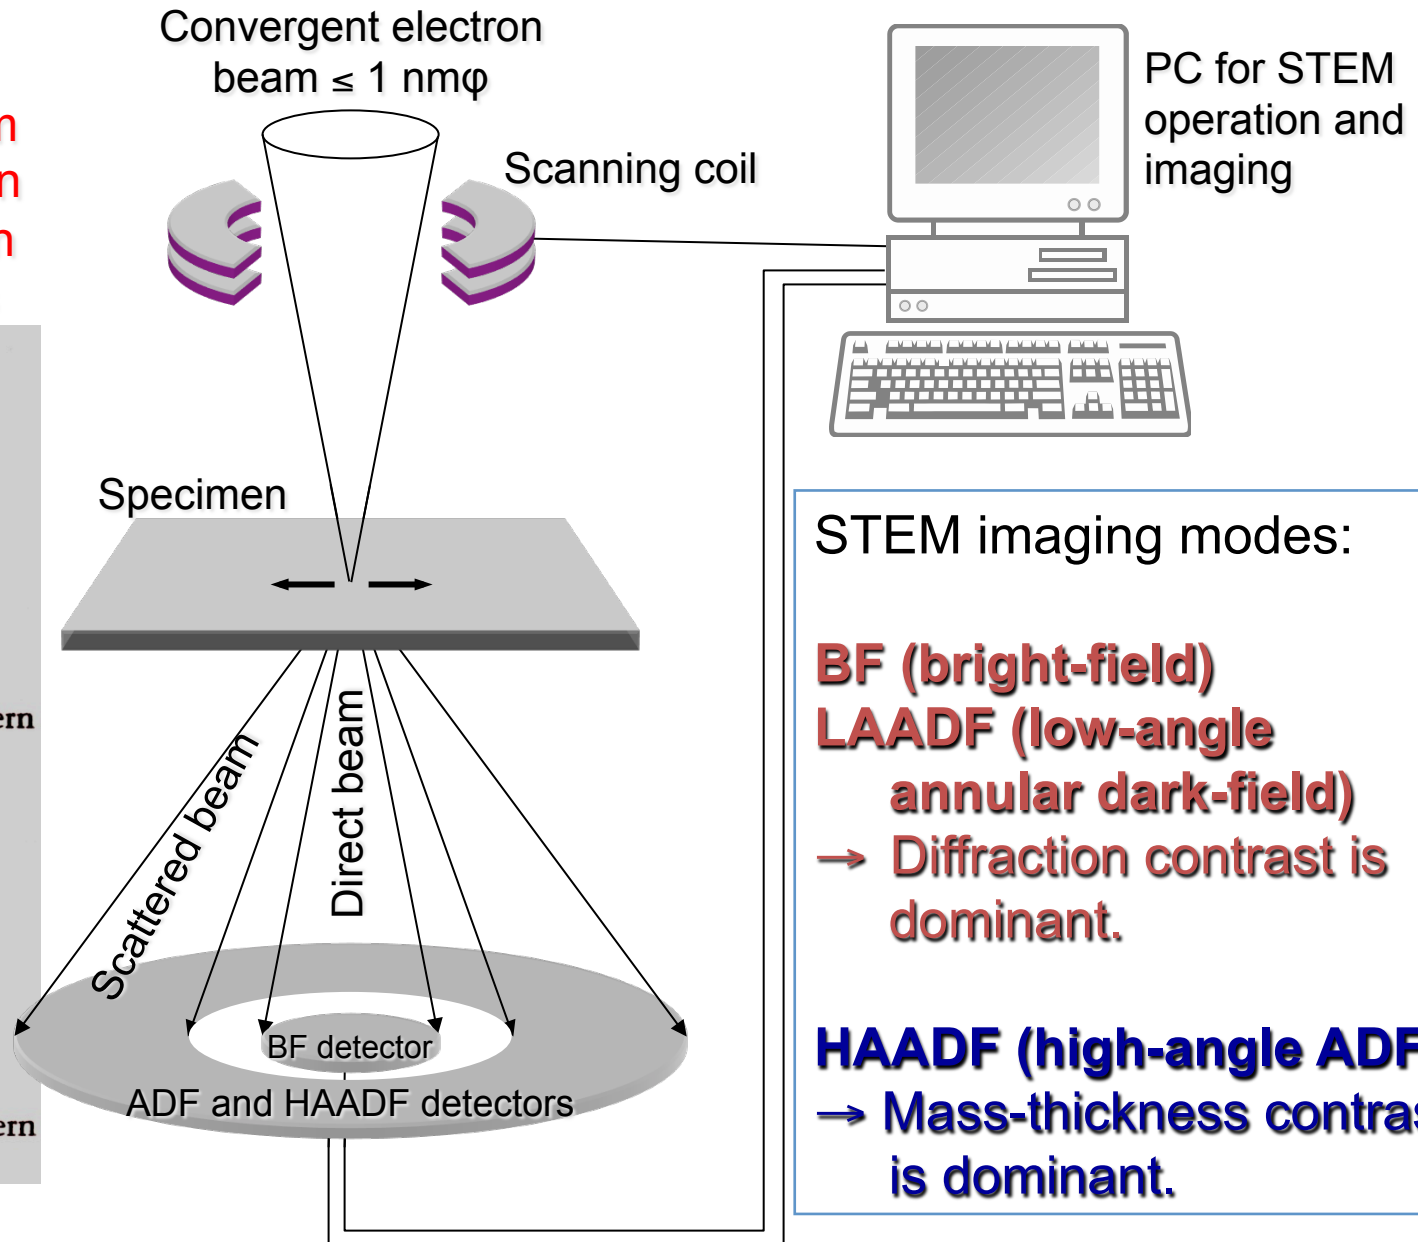 Convergent electron
beam ≤ 1 nmφ
Scanning coil
PC for STEM
operation and
imaging
Specimen
Scattered beam
Direct beam
BF detector
ADF and HAADF detectors
STEM imaging modes:
BF (bright-field)
LAADF (low-angle
annular dark-field)
→ Diffraction contrast is
dominant.
HAADF (high-angle ADF
→ Mass-thickness contras
is dominant.
ern
ern